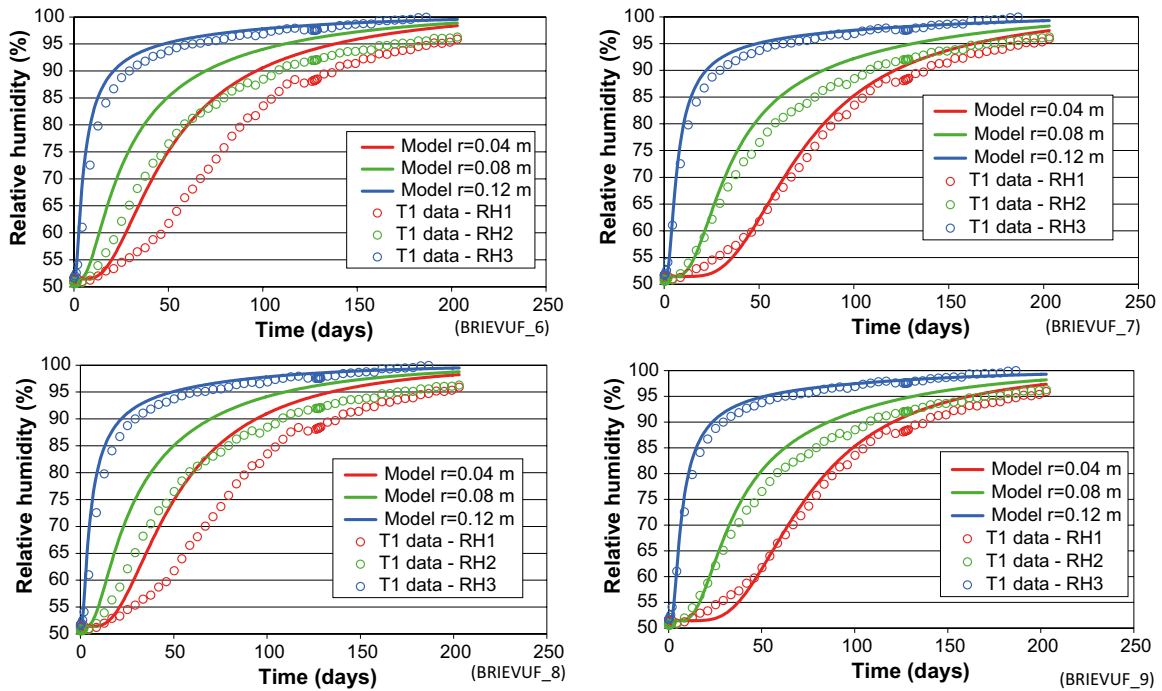 Relative humidity (%)
100
95
90
85
80
75
70
65
60
55
50
Model r=0.04 m
Model r=0.08 m
Model r=0.12 m
T1 data - RH1
T1 data - RH2
T1 data - RH3
0
50
100
150
200
250
Time (days)
(BRIEVUF_6)
Relative humidity (%)
100
95
90
85
80
75
70
65
60
55
50
Model r=0.04 m
Model r=0.08 m
Model r=0.12 m
T1 data - RH1
T1 data - RH2
T1 data - RH3
0
50
100
150
200
250
Time (days)
(BRIEVUF_7)
Relative humidity (%)
100
95
90
85
80
75
70
65
60
55
50
Model r=0.04 m
Model r=0.08 m
Model r=0.12 m
T1 data - RH1
T1 data - RH2
T1 data - RH3
0
50
100
150
200
250
Time (days)
(BRIEVUF_8)
Relative humidity (%)
100
95
90
85
80
75
70
65
60
55
50
Model r=0.04 m
Model r=0.08 m
Model r=0.12 m
T1 data - RH1
T1 data - RH2
T1 data - RH3
0
50
100
150
200
250
Time (days)
(BRIEVUF_9)